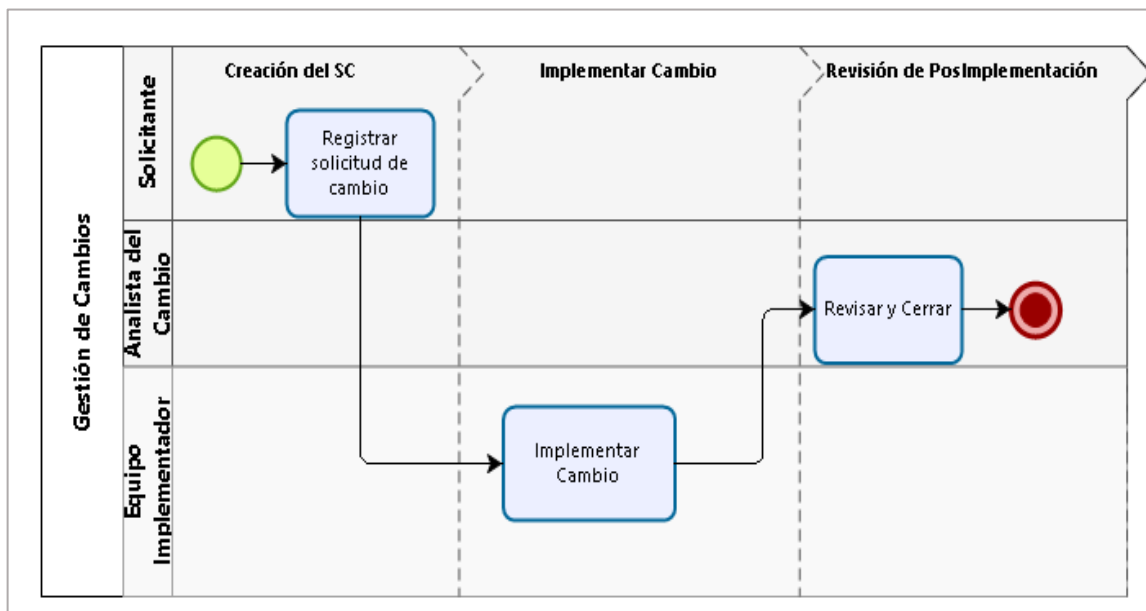 Gestión de Cambios
Solicitante
Analista del
Cambio
Equipo
Implementador
Creación del SC
Implementar Cambio
Revisión de PosImplementación
Registrar
solicitud de
cambio
Revisar y Cerrar
Implementar
Cambio